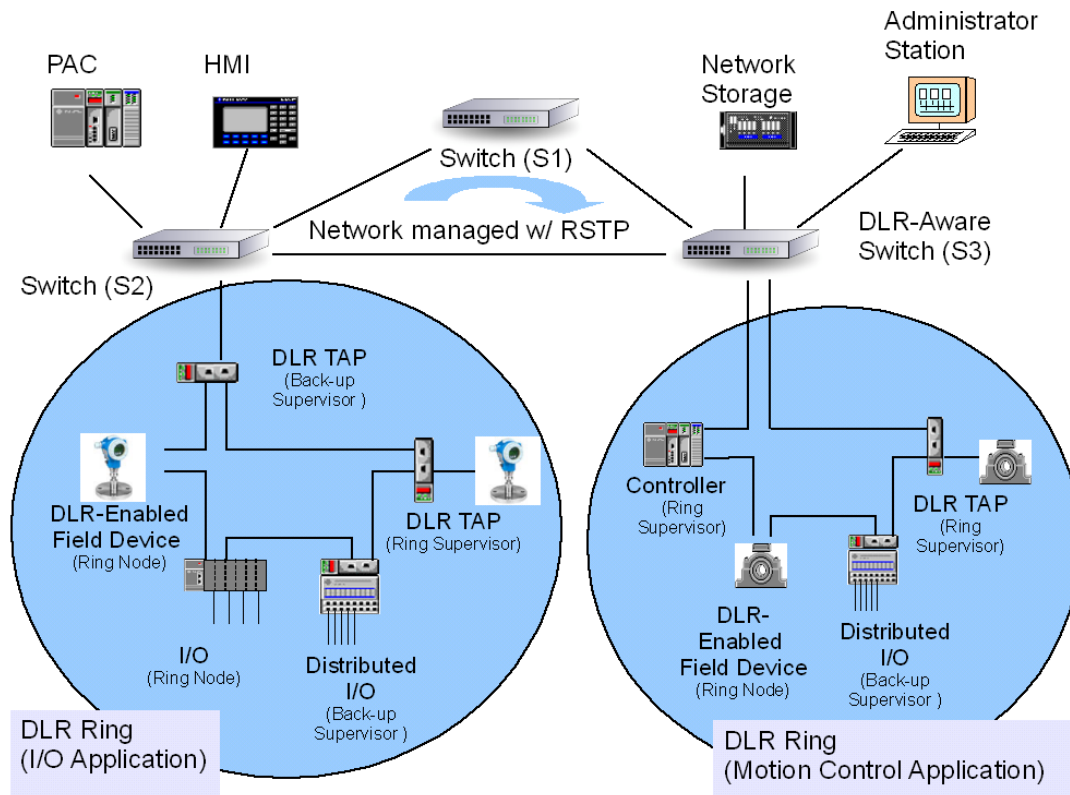 PAC
HMI
Switch (S1)
Network
Storage
Administrator
Station
Network managed w/ RSTP
DLR-Aware
Switch (S3)
Switch (S2)
DLR TAP
(Back-up
Supervisor )
DLR-Enabled
Field Device
(Ring Node)
DLR TAP
(Ring Supervisor)
I/O
(Ring Node)
Distributed
I/O
(Back-up
Supervisor )
DLR Ring
(I/O Application)
Controller
(Ring
Supervisor)
DLR TAP
(Ring
Supervisor)
DLR-
Enabled
Field Device
(Ring Node)
Distributed
I/O
(Back-up
Supervisor )
DLR Ring
(Motion Control Application)